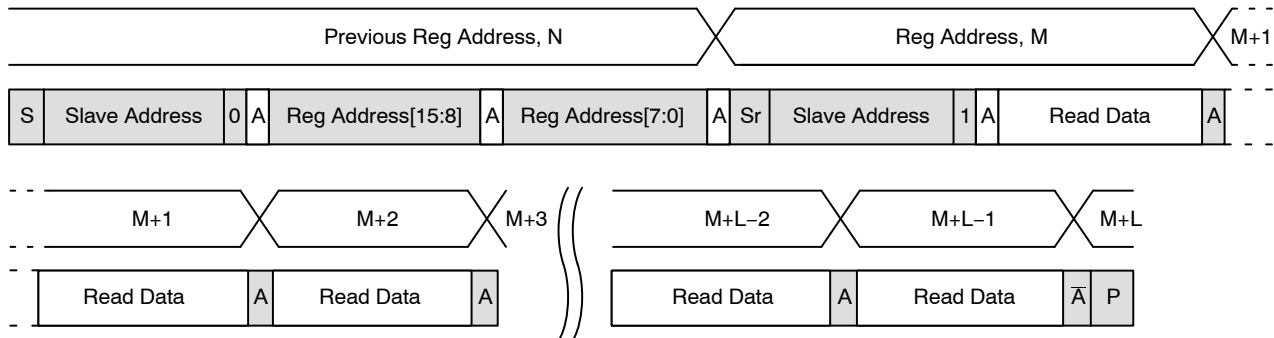 Previous Reg Address, N Reg Address, M M+1
S Slave Address 0 A Reg Address[15:8] A Reg Address[7:0] A Sr Slave Address 1 A Read Data A
M+1 M+2 M+3 M+L−2 M+L−1 M+L
Read Data A Read Data A Read Data A Read Data A̅ P